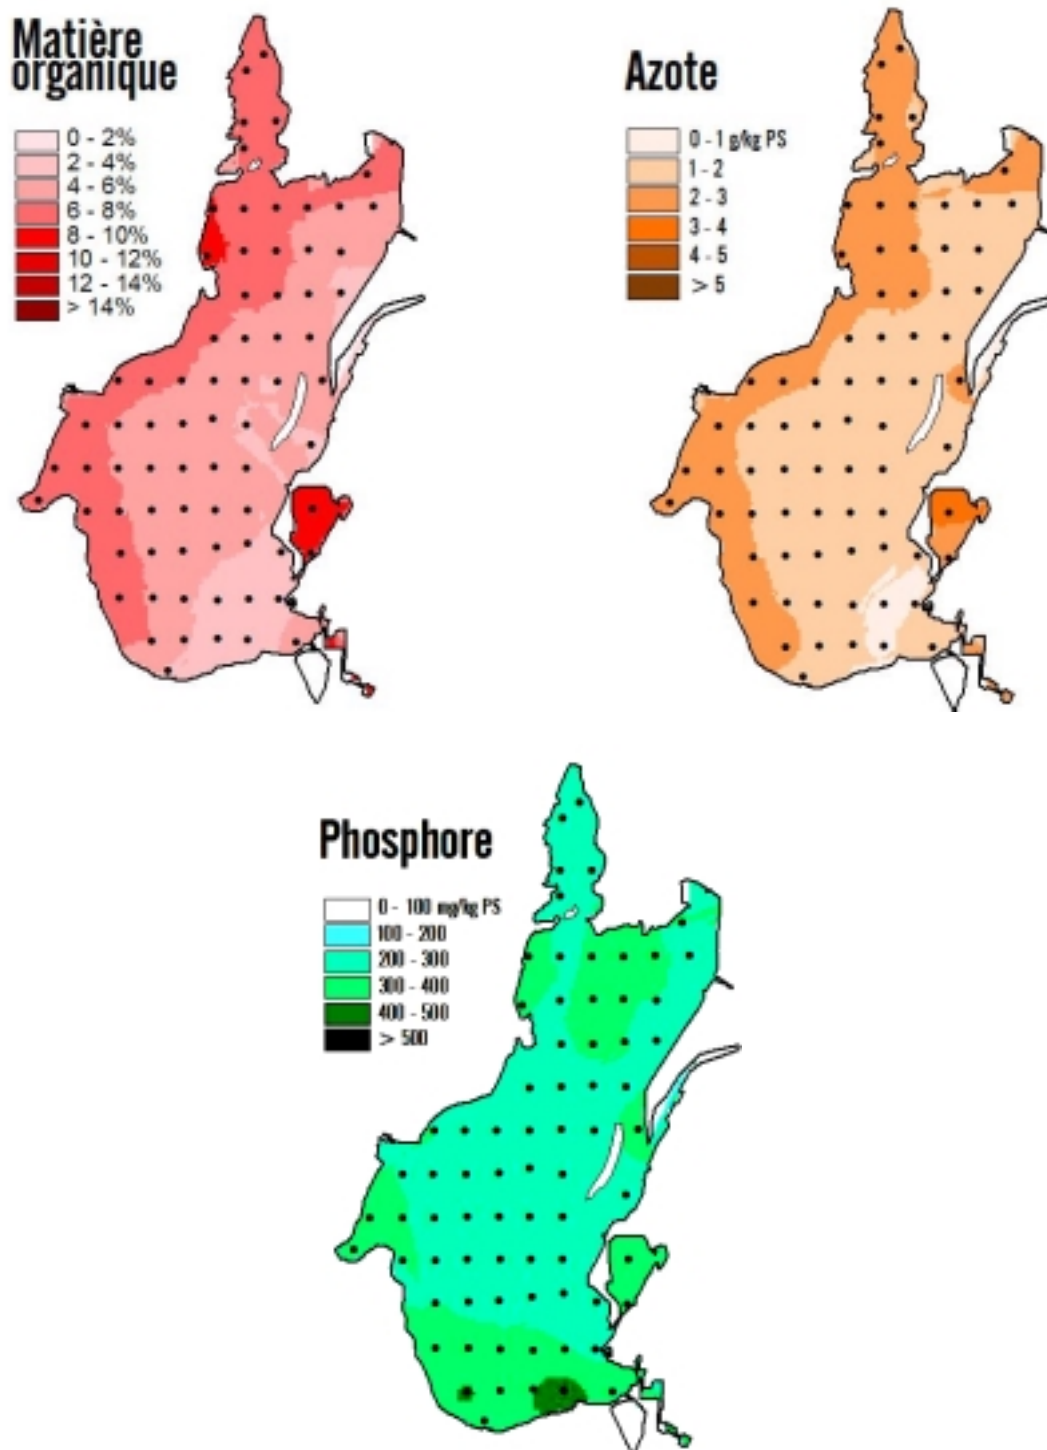 Matière
organique
0 - 2%
2 - 4%
4 - 6%
6 - 8%
8 - 10%
10 - 12%
12 - 14%
> 14%
Azote
0 - 1 g/kg PS
1 - 2
2 - 3
3 - 4
4 - 5
> 5
Phosphore
0 - 100 mg/kg PS
100 - 200
200 - 300
300 - 400
400 - 500
> 500